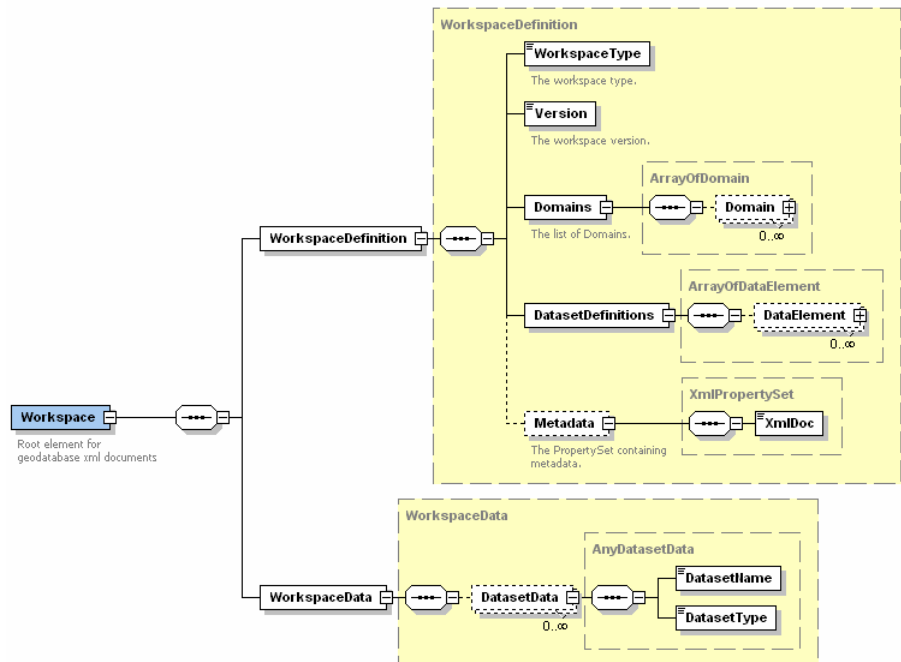 WorkspaceDefinition
WorkspaceType
The workspace type.
Version
The workspace version.
ArrayOfDomain
Domains
Domain
The list of Domains.
0..∞
WorkspaceDefinition
ArrayOfDataElement
DatasetDefinitions
DataElement
0..∞
Workspace
Root element for
geodatabase xml documents
XmlPropertySet
Metadata
XmlDoc
The PropertySet containing
metadata.
WorkspaceData
AnyDatasetData
DatasetName
WorkspaceData
DatasetData
DatasetType
0..∞